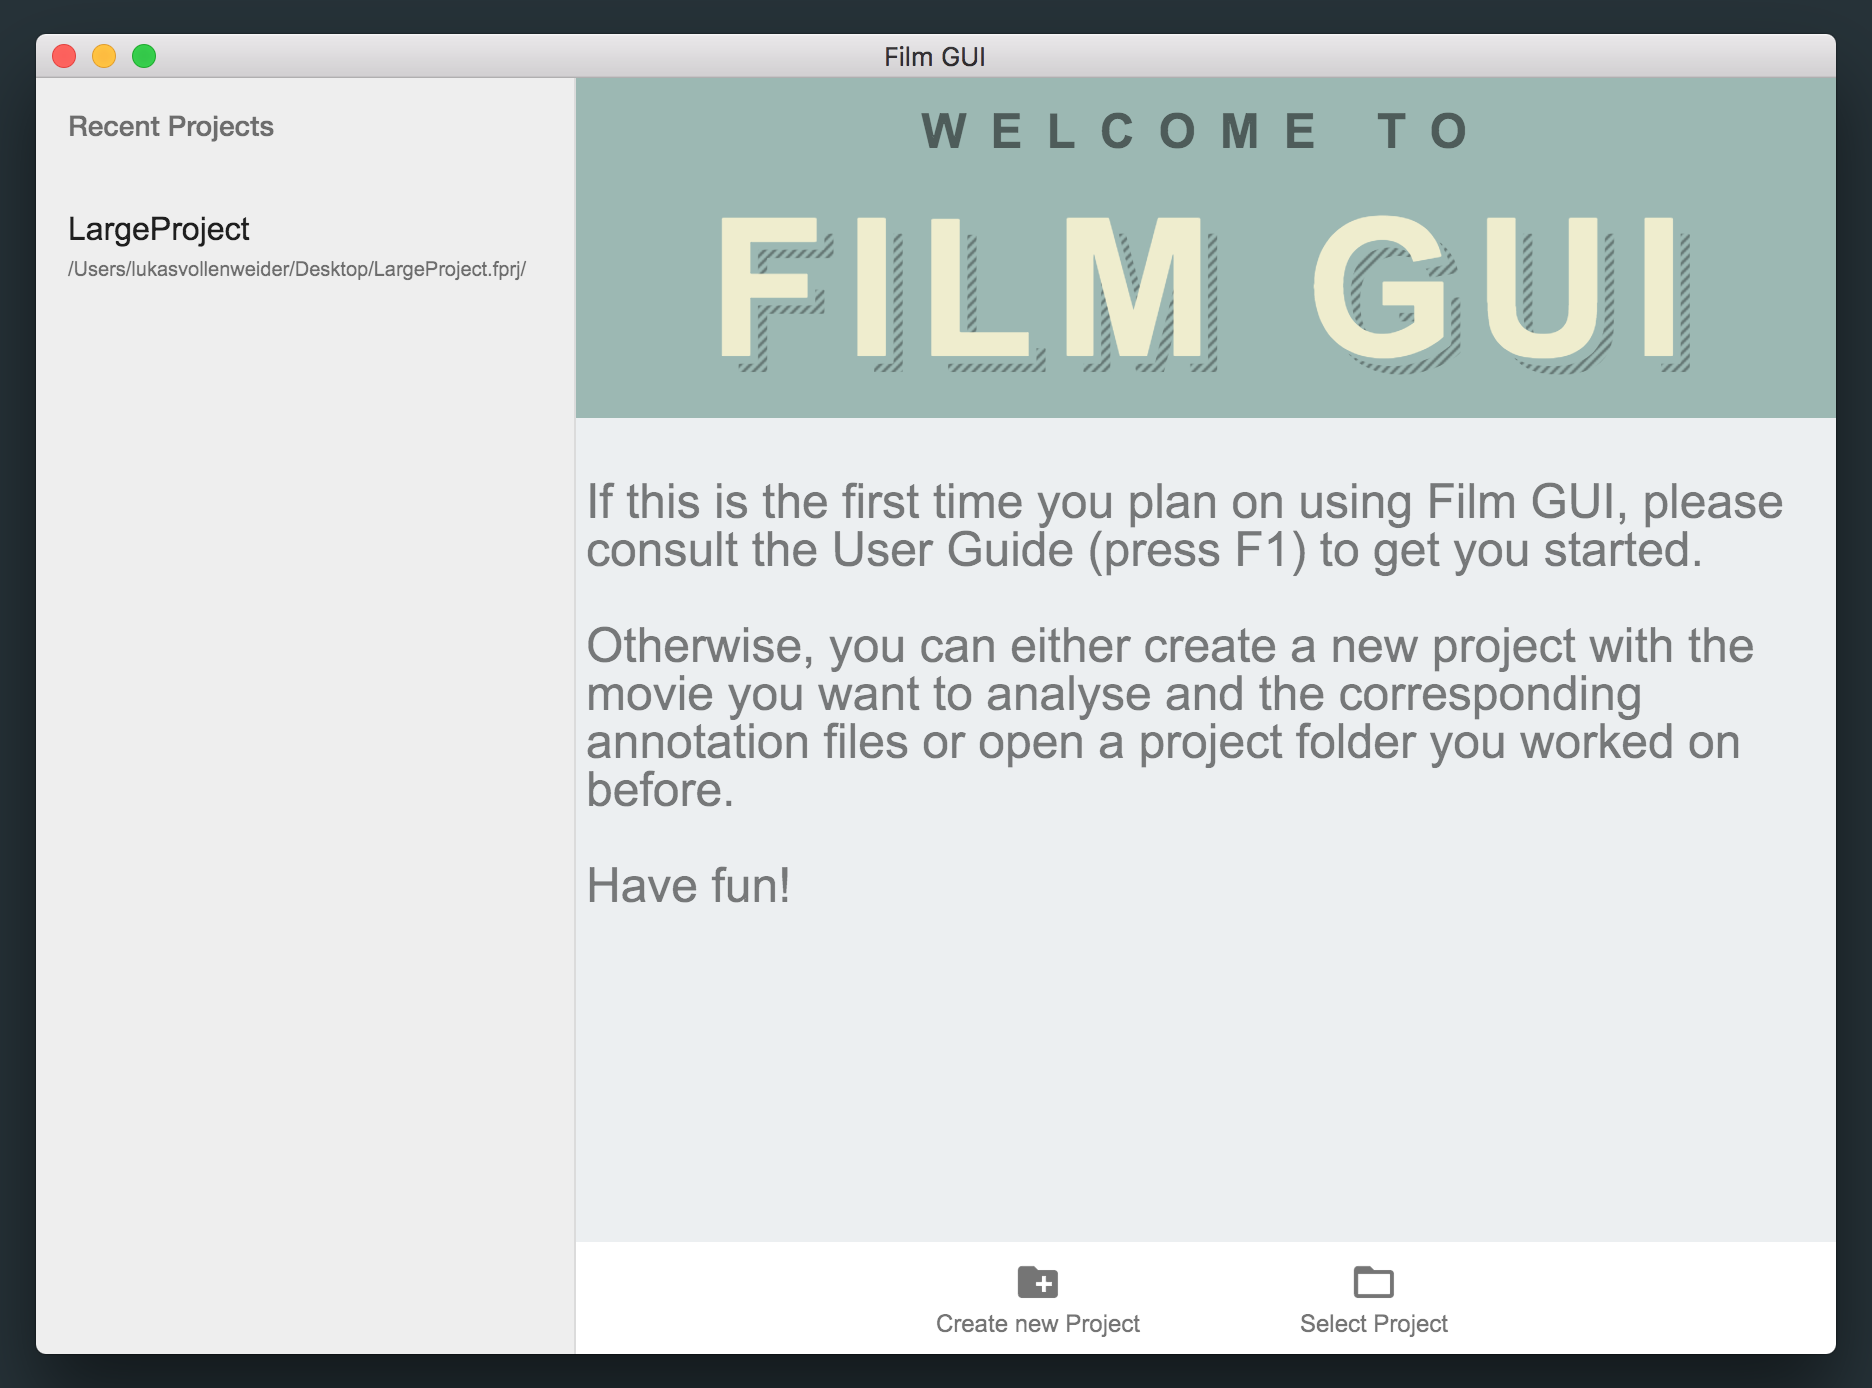 Film GUI
Recent Projects
LargeProject
/Users/lukasvollenweider/Desktop/LargeProject.fprj/
WELCOME TO
FILM GUI
If this is the first time you plan on using Film GUI, please
consult the User Guide (press F1) to get you started.
Otherwise, you can either create a new project with the
movie you want to analyse and the corresponding
annotation files or open a project folder you worked on
before.
Have fun!
Create new Project
Select Project